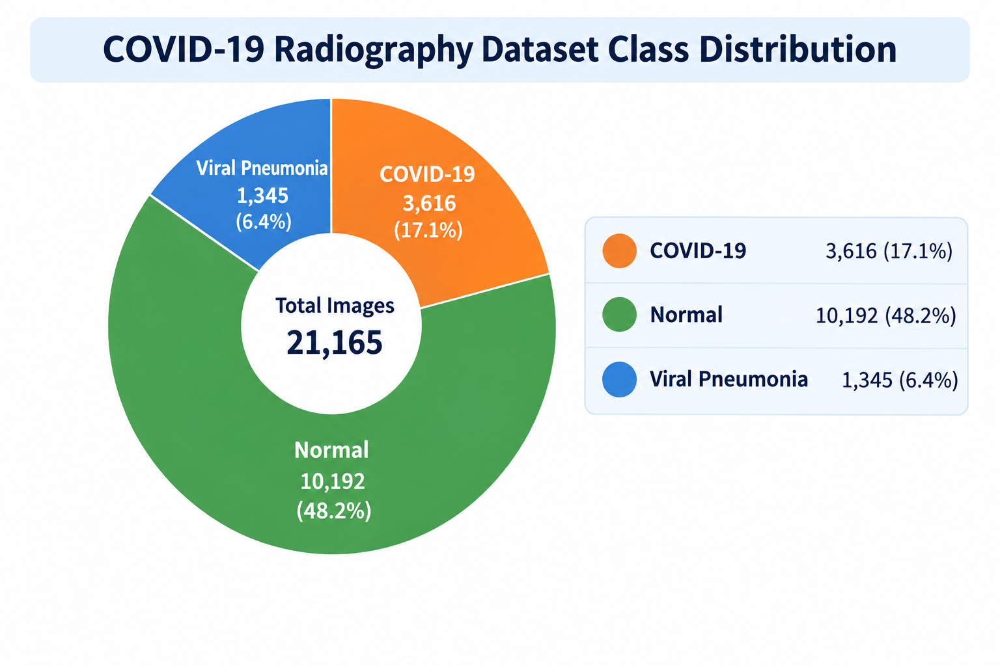 COVID-19 Radiography Dataset Class Distribution
Viral Pneumonia
1,345
(6.4%)
COVID-19
3,616
(17.1%)
Total Images
21,165
Normal
10,192
(48.2%)
COVID-19 3,616 (17.1%)
Normal 10,192 (48.2%)
Viral Pneumonia 1,345 (6.4%)